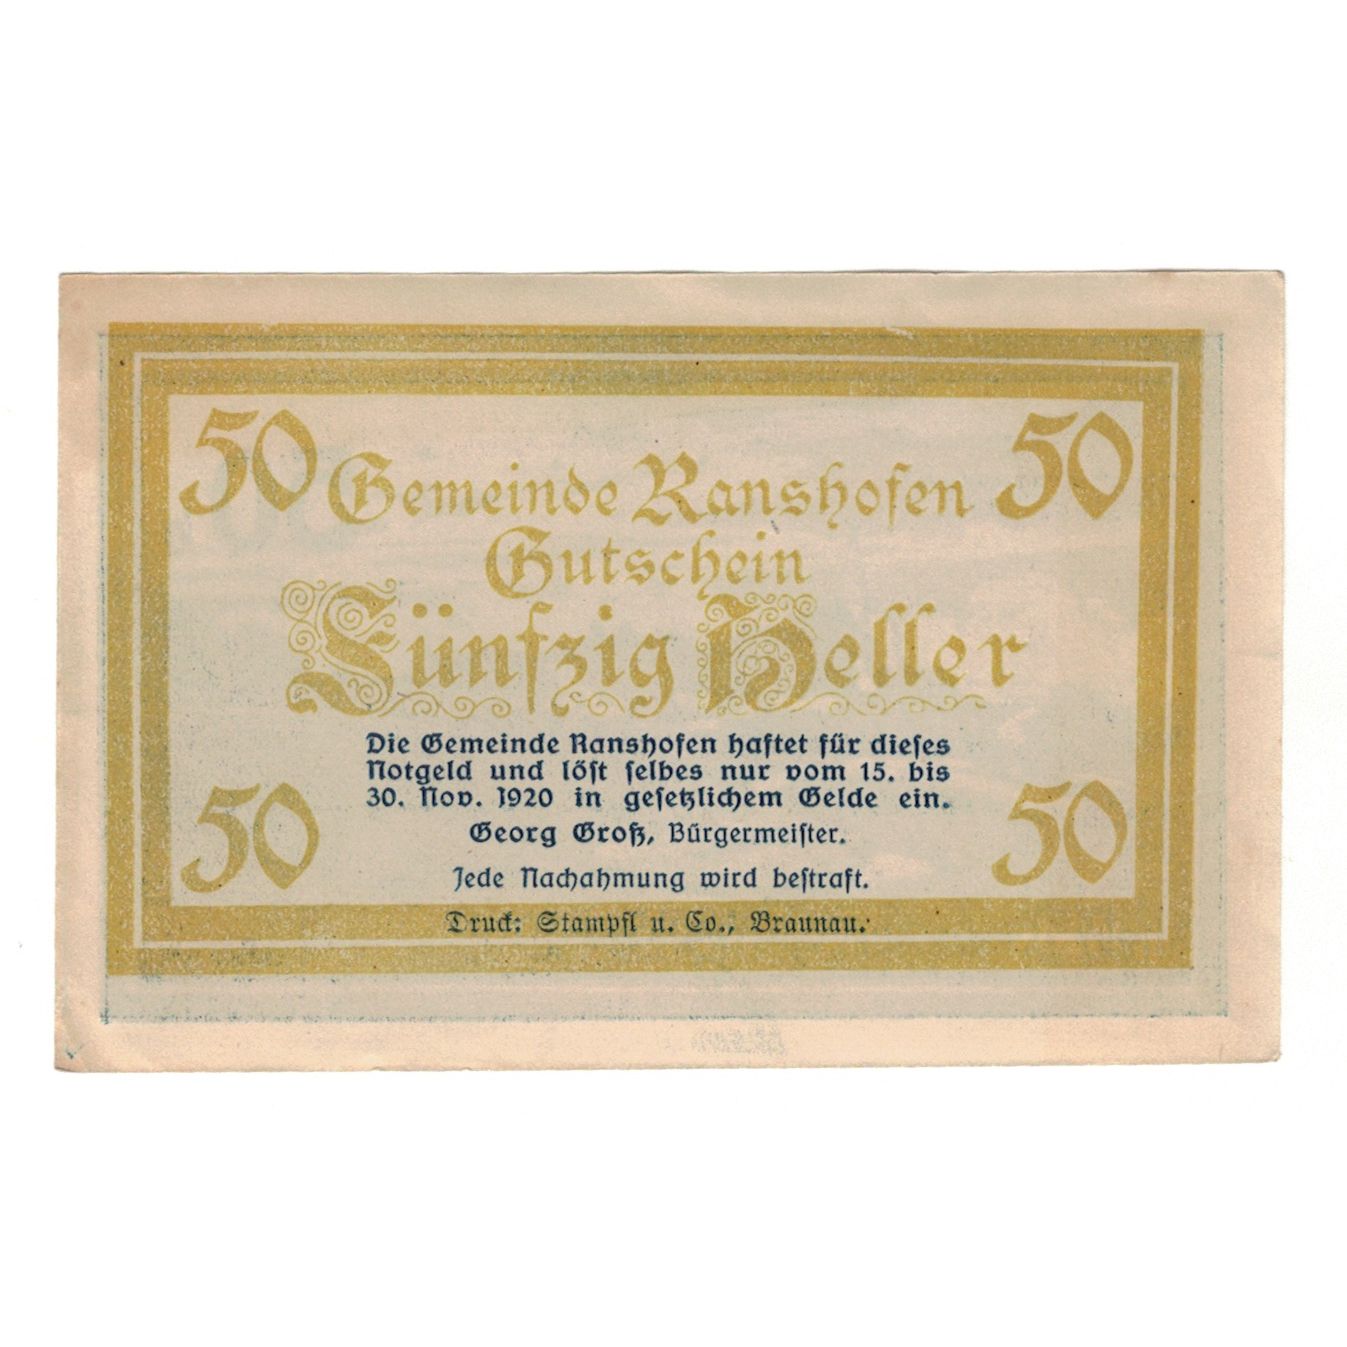 50 50
Gemeinde Ranshofen
Gutschein
Fünfzig Heller
Die Gemeinde Ranshofen haftet für dieses
Notgeld und löst selbes nur vom 15. bis
30. Nov. 1920 in gesetzlichem Gelde ein.
Georg Groß, Bürgermeister.
50 50
Jede Nachahmung wird bestraft.
Druck: Stampfl u. Co., Braunau.